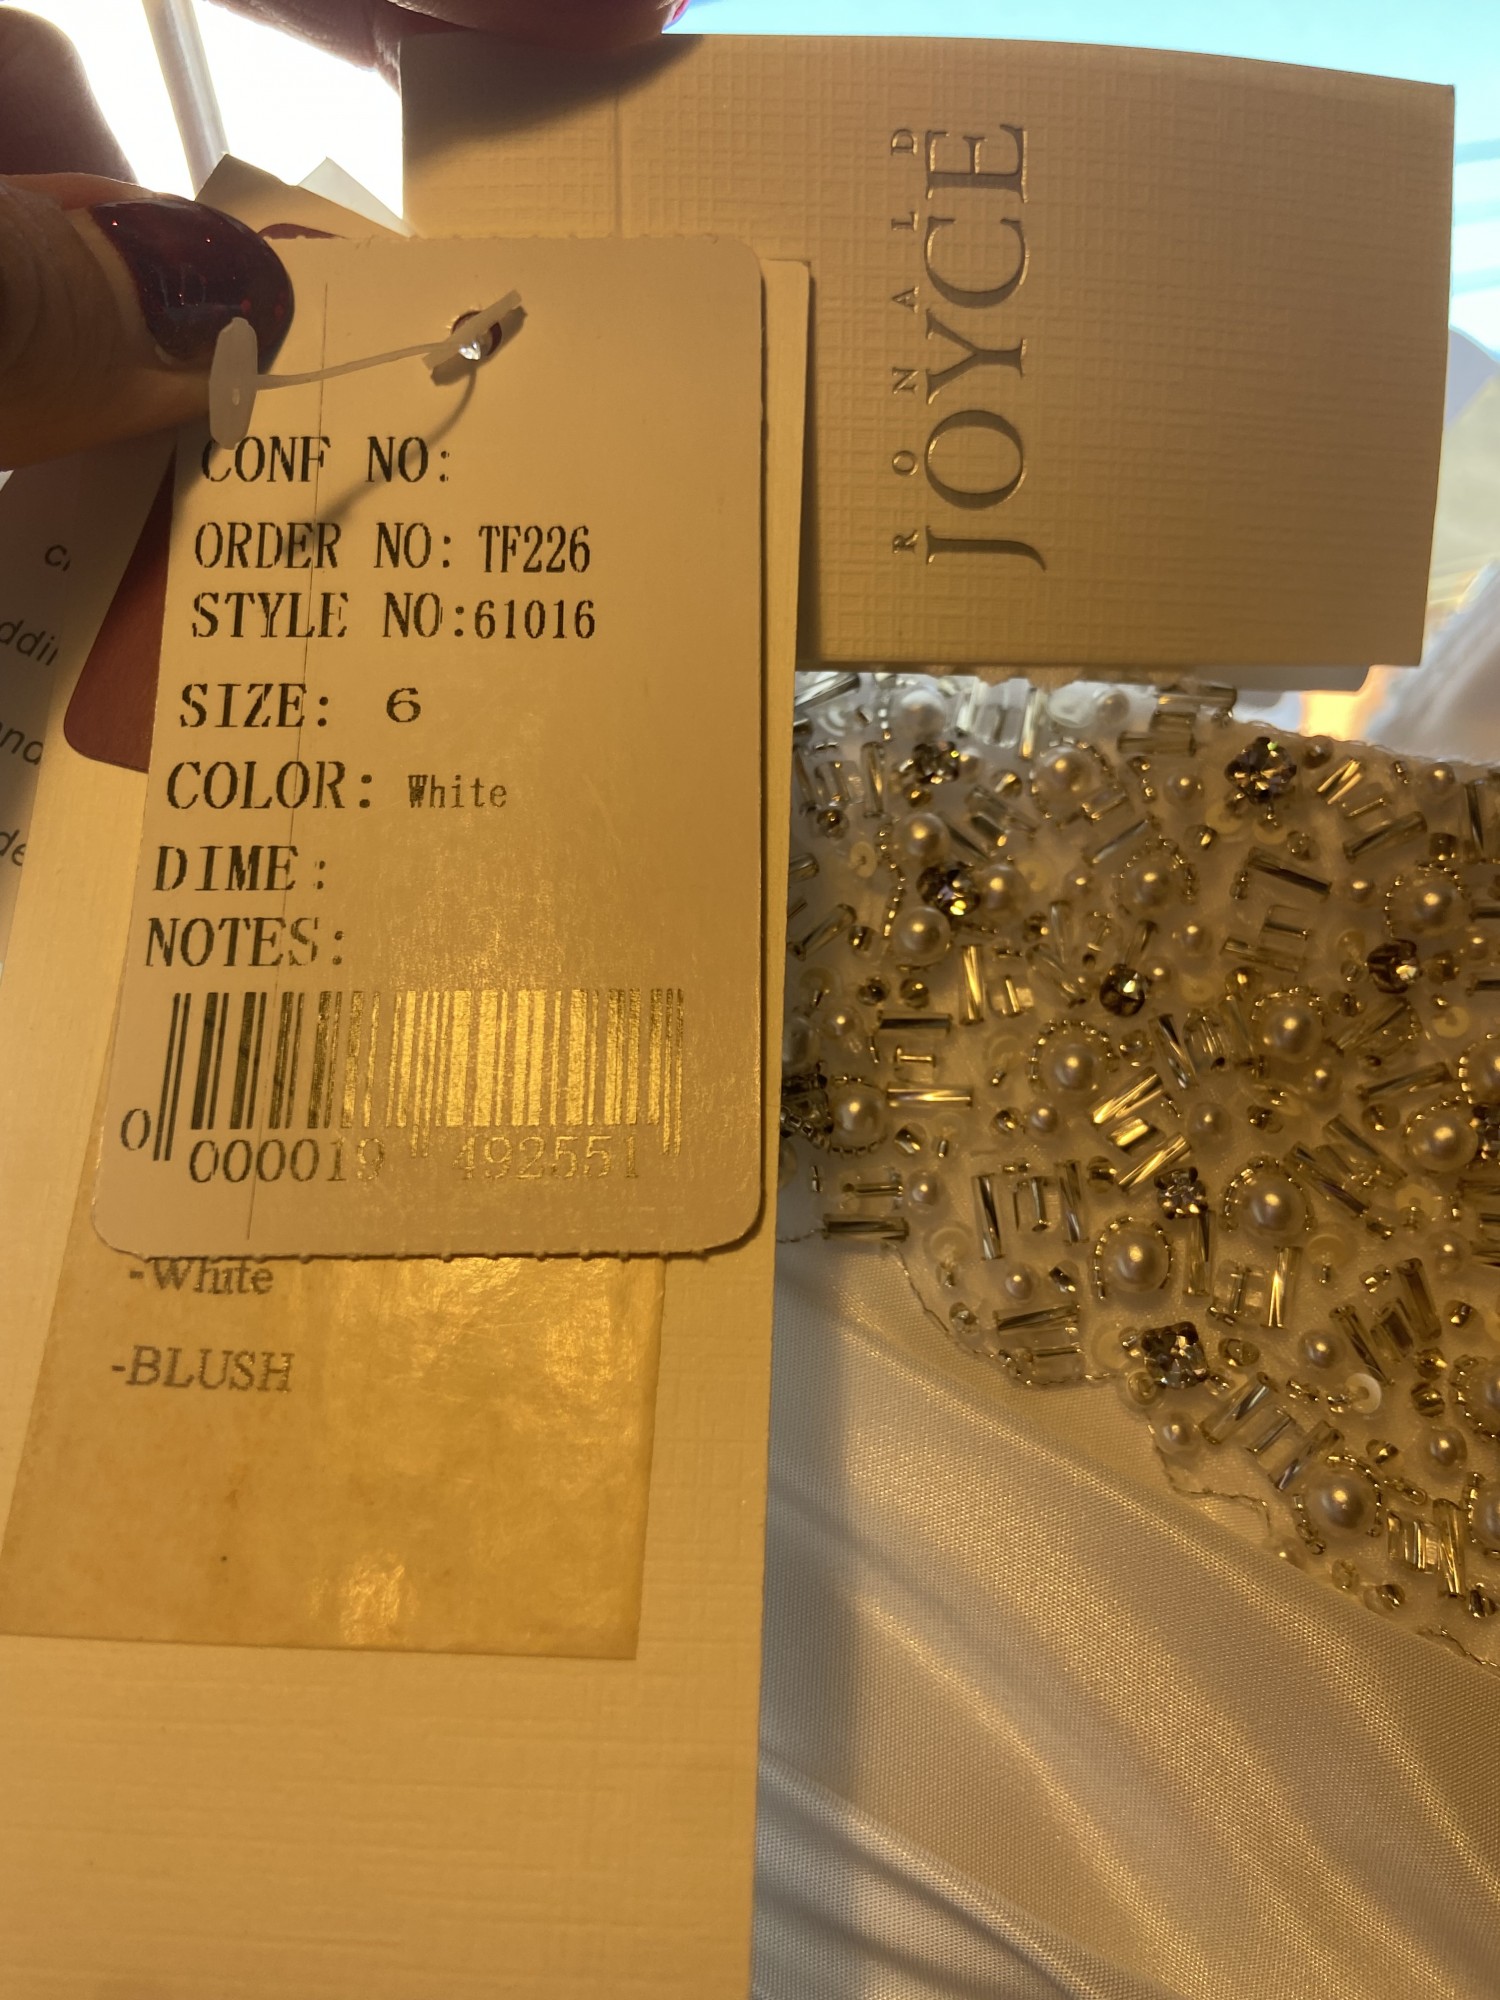 RONALD
JOYCE
CONF NO:
ORDER NO: TF226
STYLE NO:61016
SIZE: 6
COLOR: White
DIME:
NOTES:
0 000019 492551
-White
-BLUSH